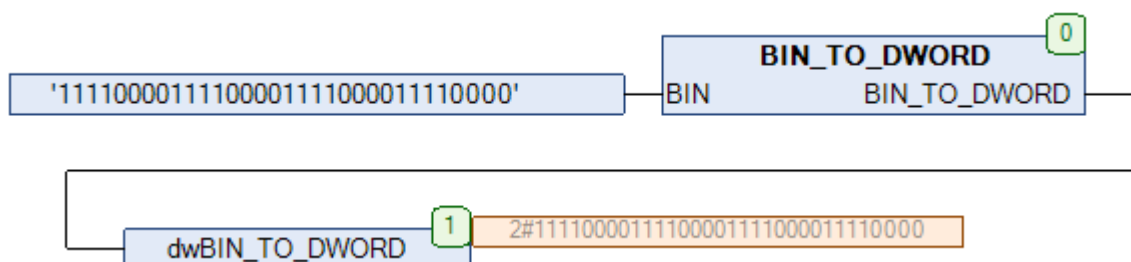 0
BIN_TO_DWORD
'11110000111100001111000011110000' BIN BIN_TO_DWORD
1 2#11110000111100001111000011110000
dwBIN_TO_DWORD